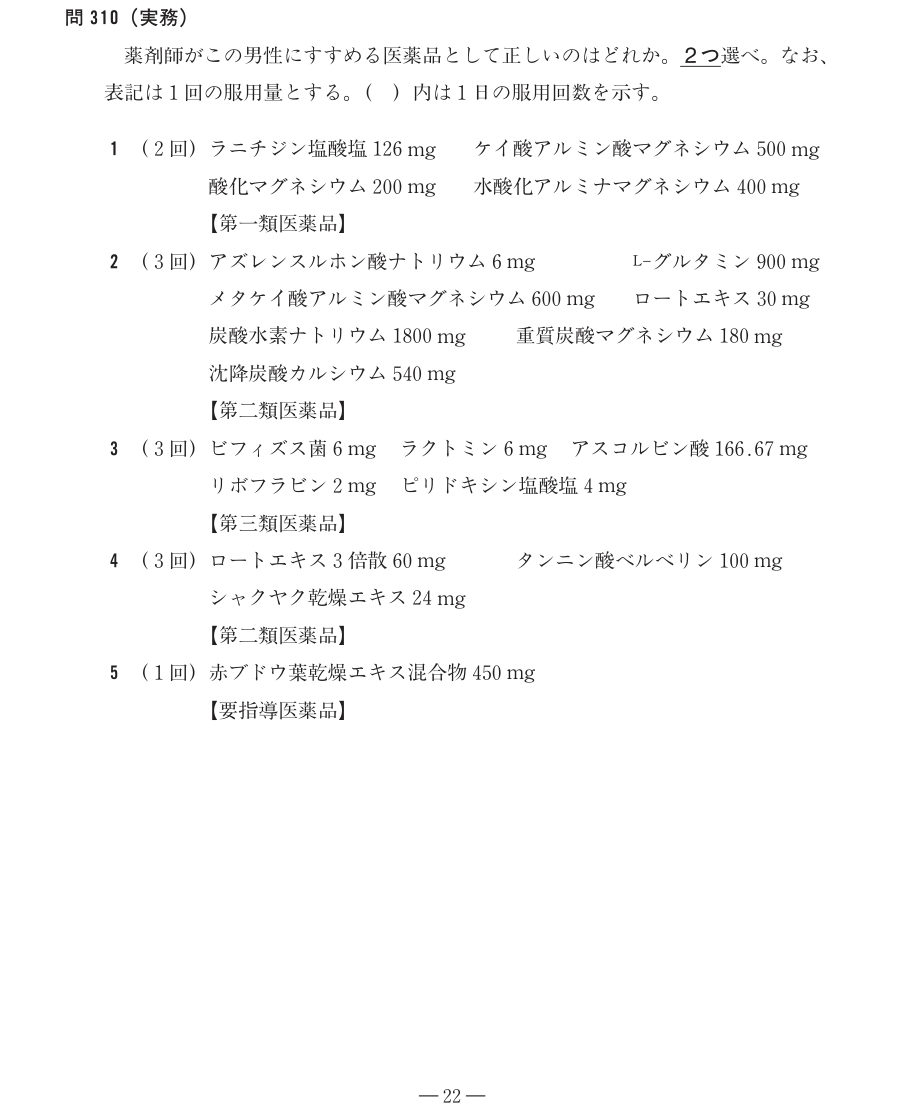 問 310（実務）
薬剤師がこの男性にすすめる医薬品として正しいのはどれか。2つ選べ。なお、
表記は1回の服用量とする。(　) 内は1日の服用回数を示す。
1 （2回）ラニチジン塩酸塩 126 mg　ケイ酸アルミン酸マグネシウム 500 mg
酸化マグネシウム 200 mg　水酸化アルミナマグネシウム 400 mg
【第一類医薬品】
2 （3回）アズレンスルホン酸ナトリウム 6 mg　L-グルタミン 900 mg
メタケイ酸アルミン酸マグネシウム 600 mg　ロートエキス 30 mg
炭酸水素ナトリウム 1800 mg　重質炭酸マグネシウム 180 mg
沈降炭酸カルシウム 540 mg
【第二類医薬品】
3 （3回）ビフィズス菌 6 mg　ラクトミン 6 mg　アスコルビン酸 166.67 mg
リボフラビン 2 mg　ピリドキシン塩酸塩 4 mg
【第三類医薬品】
4 （3回）ロートエキス3倍散 60 mg　タンニン酸ベルベリン 100 mg
シャクヤク乾燥エキス 24 mg
【第二類医薬品】
5 （1回）赤ブドウ葉乾燥エキス混合物 450 mg
【要指導医薬品】
— 22 —